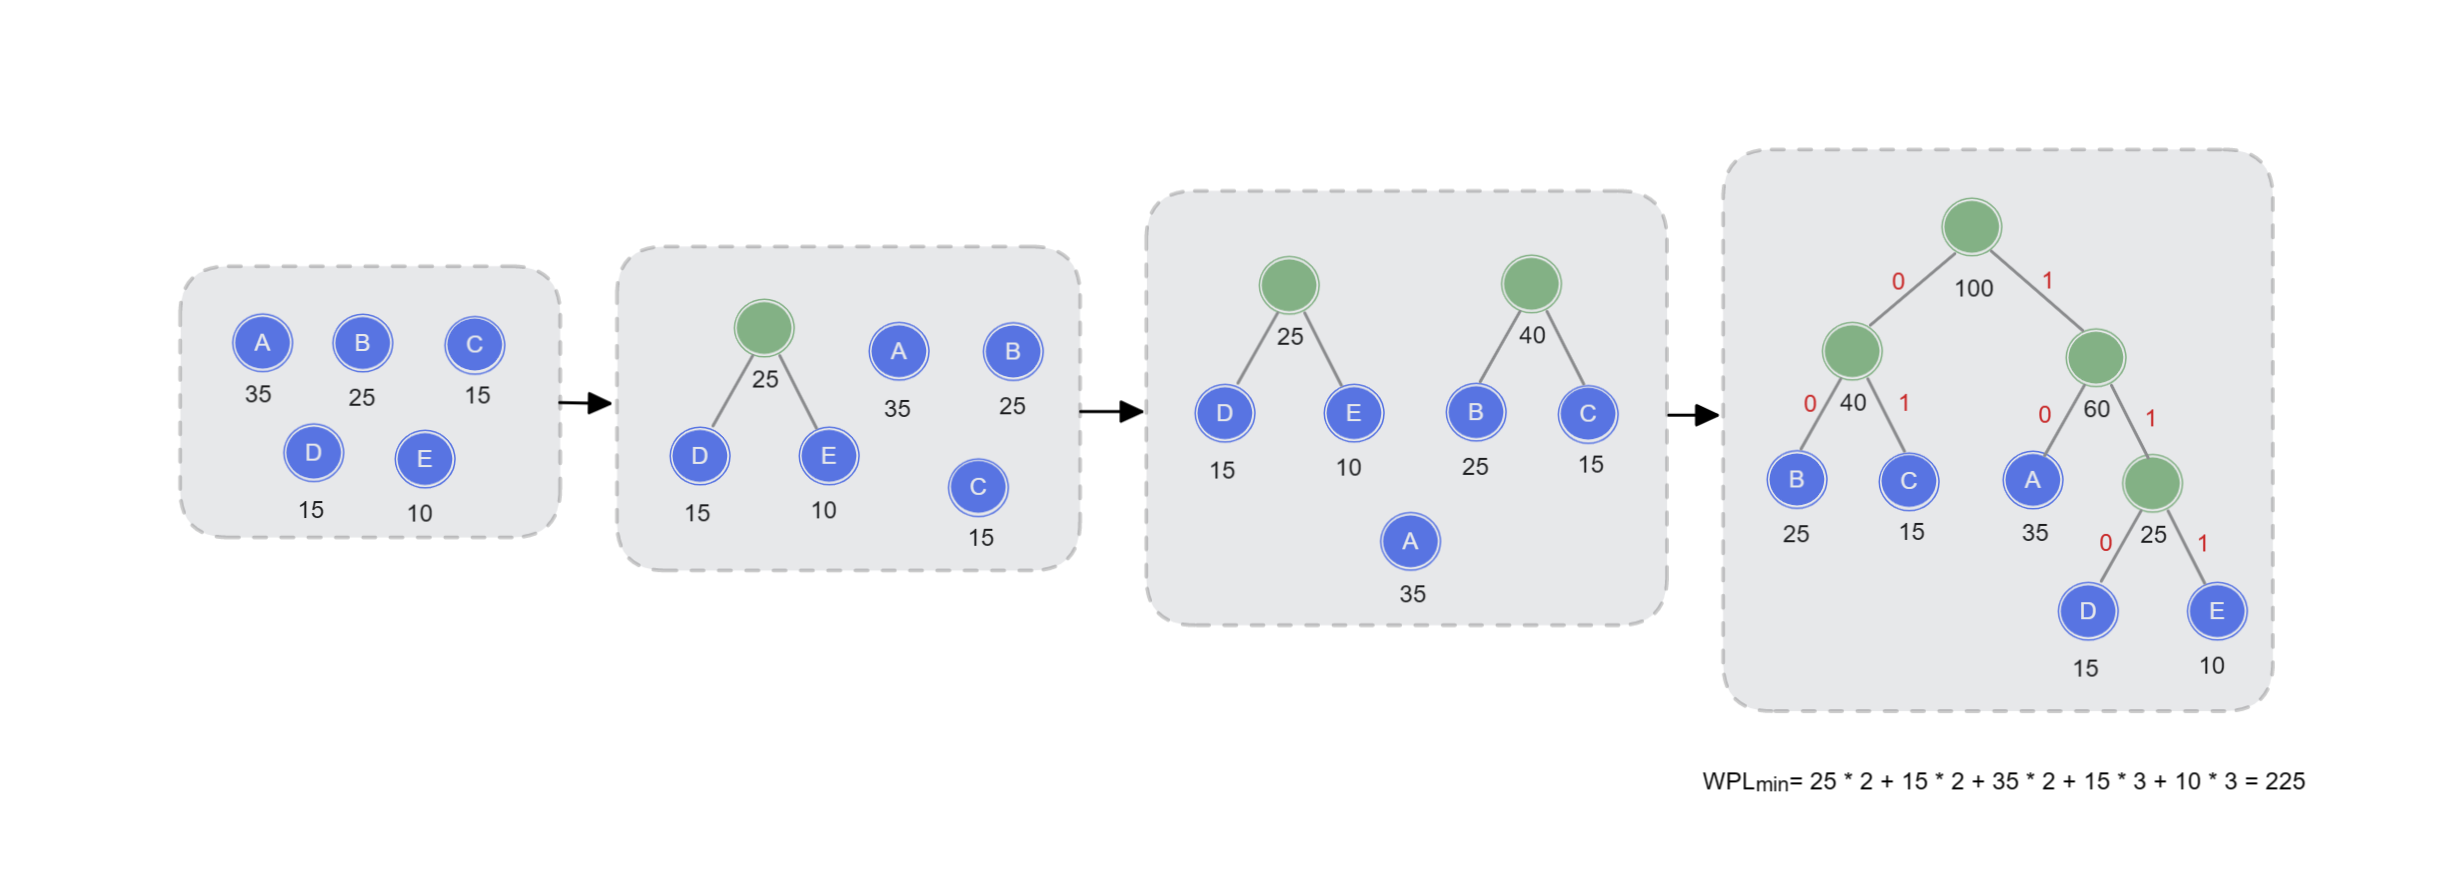 A B C
35 25 15
D E
15 10
25 A B
35 25
D E
15 10
C
15
25 40
D E B C
15 10 25 15
A
35
100
0 1
40 60
0 1 0 1
B C A
25 15 35
25
0 1
D E
15 10
WPLmin= 25 * 2 + 15 * 2 + 35 * 2 + 15 * 3 + 10 * 3 = 225